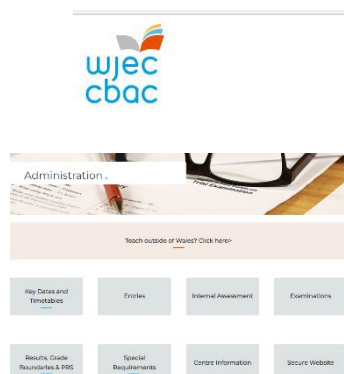 wjec
cbac
Administration.
Teach outside of Wales? Click here>
Key Dates and
Timetables
Entries
Internal Assessment
Examinations
Results, Grade
Boundaries & PRS
Special
Requirements
Centre Information
Secure Website